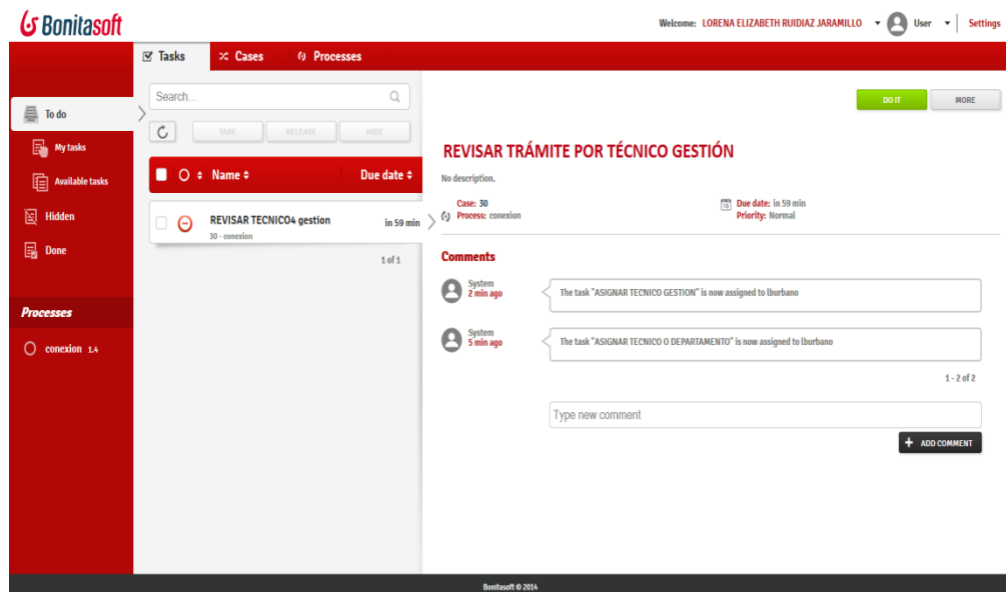 Bonitasoft
Welcome: LORENA ELIZABETH RUIDIAZ JARAMILLO
User
Settings
Tasks
Cases
Processes
To do
My tasks
Available tasks
Hidden
Done
Processes
conexion 1.4
Search...
TAKE
RELEASE
HIDE
Name
Due date
REVISAR TECNICO4 gestion
in 59 min
30 - conexion
1 of 1
DO IT
MORE
REVISAR TRÁMITE POR TÉCNICO GESTIÓN
No description.
Case: 30
Process: conexion
Due date: in 59 min
Priority: Normal
Comments
System
2 min ago
The task "ASIGNAR TECNICO GESTION" is now assigned to lburbano
System
5 min ago
The task "ASIGNAR TECNICO O DEPARTAMENTO" is now assigned to lburbano
1 - 2 of 2
Type new comment
+ ADD COMMENT
Bonitasoft © 2014